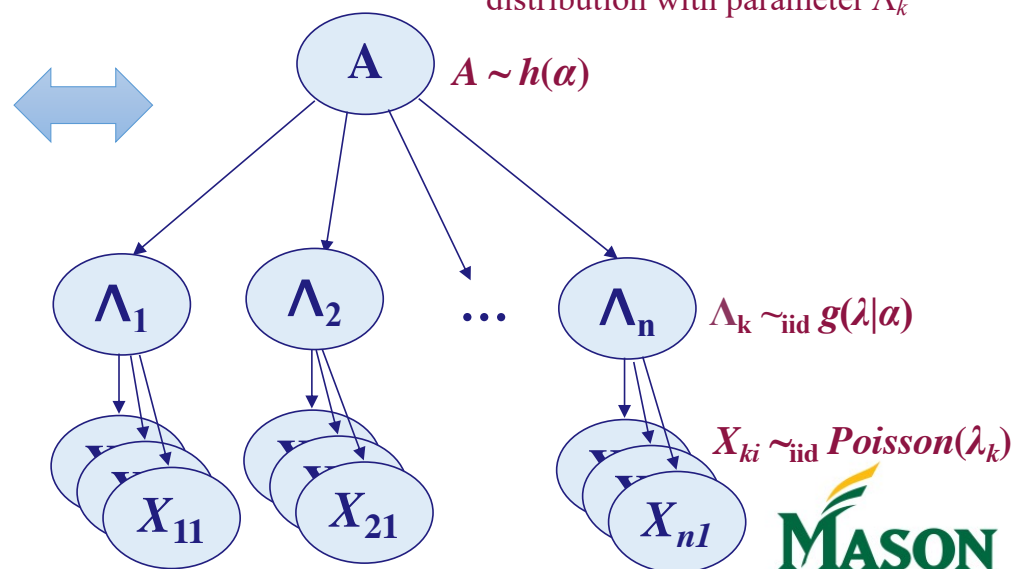 distribution with parameter Λk
A
A ~ h(α)
Λ1
Λ2
...
Λn
Λk ~iid g(λ|α)
Xki ~iid Poisson(λk)
X11
X21
Xn1
MASON